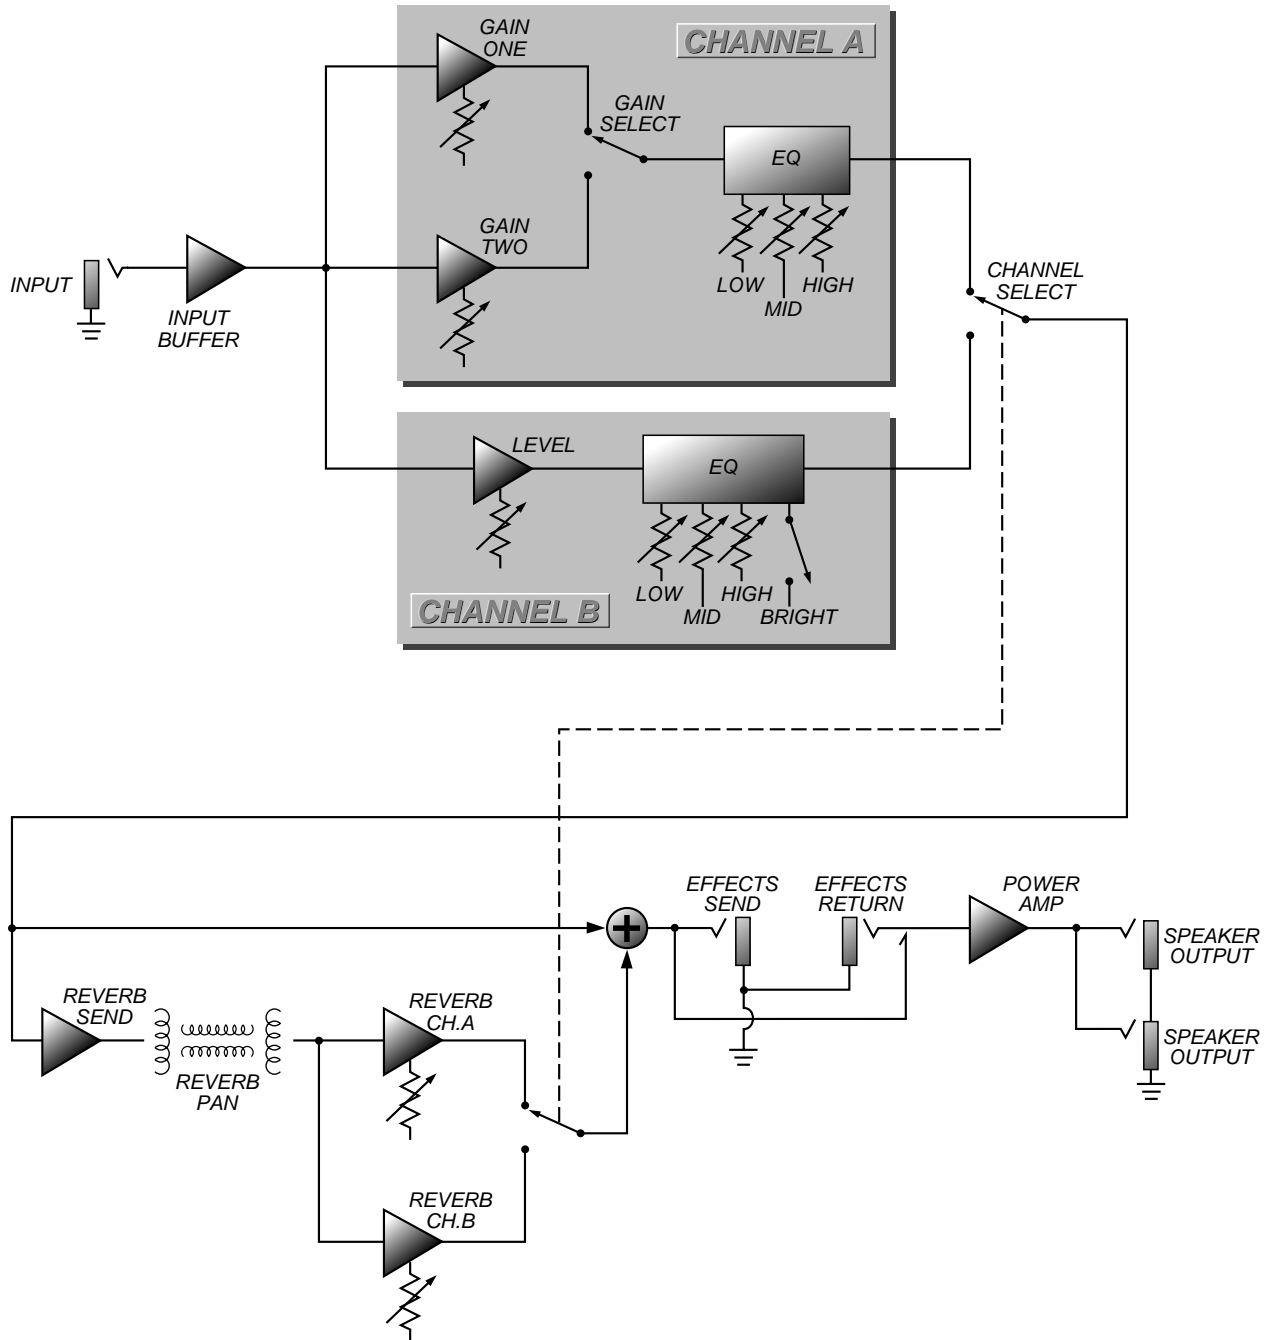 GAIN
ONE
CHANNEL A
GAIN
SELECT
EQ
GAIN
TWO
LOW
MID
HIGH
INPUT
INPUT
BUFFER
CHANNEL
SELECT
LEVEL
EQ
LOW
MID
HIGH
BRIGHT
CHANNEL B
EFFECTS
SEND
EFFECTS
RETURN
POWER
AMP
SPEAKER
OUTPUT
REVERB
SEND
REVERB
PAN
REVERB
CH.A
SPEAKER
OUTPUT
REVERB
CH.B